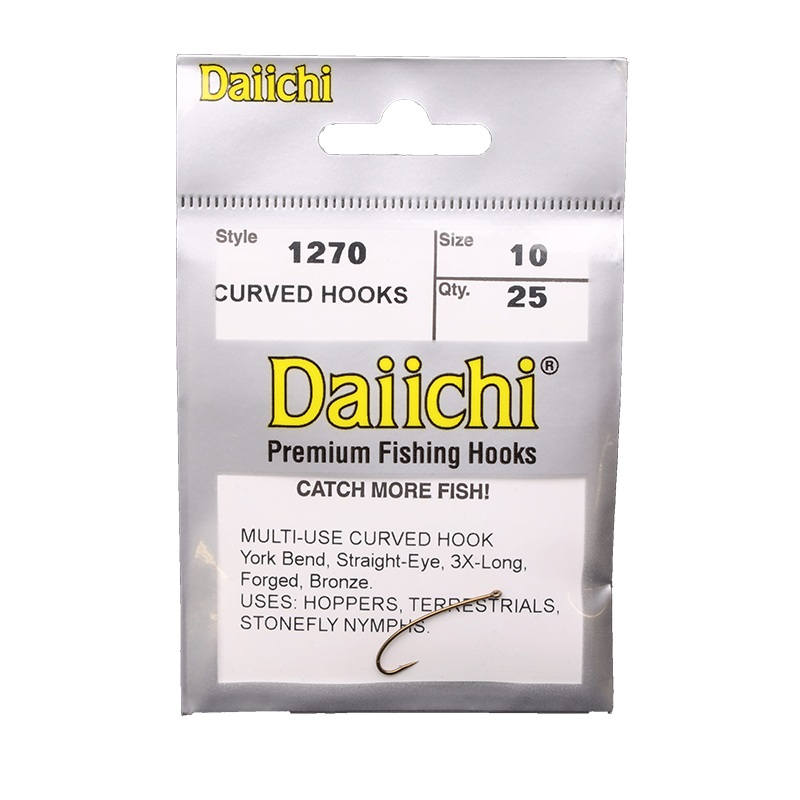 Daiichi
Style 1270
Size 10
CURVED HOOKS
Qty. 25
Daiichi®
Premium Fishing Hooks
CATCH MORE FISH!
MULTI-USE CURVED HOOK
York Bend, Straight-Eye, 3X-Long,
Forged, Bronze.
USES: HOPPERS, TERRESTRIALS,
STONEFLY NYMPHS.